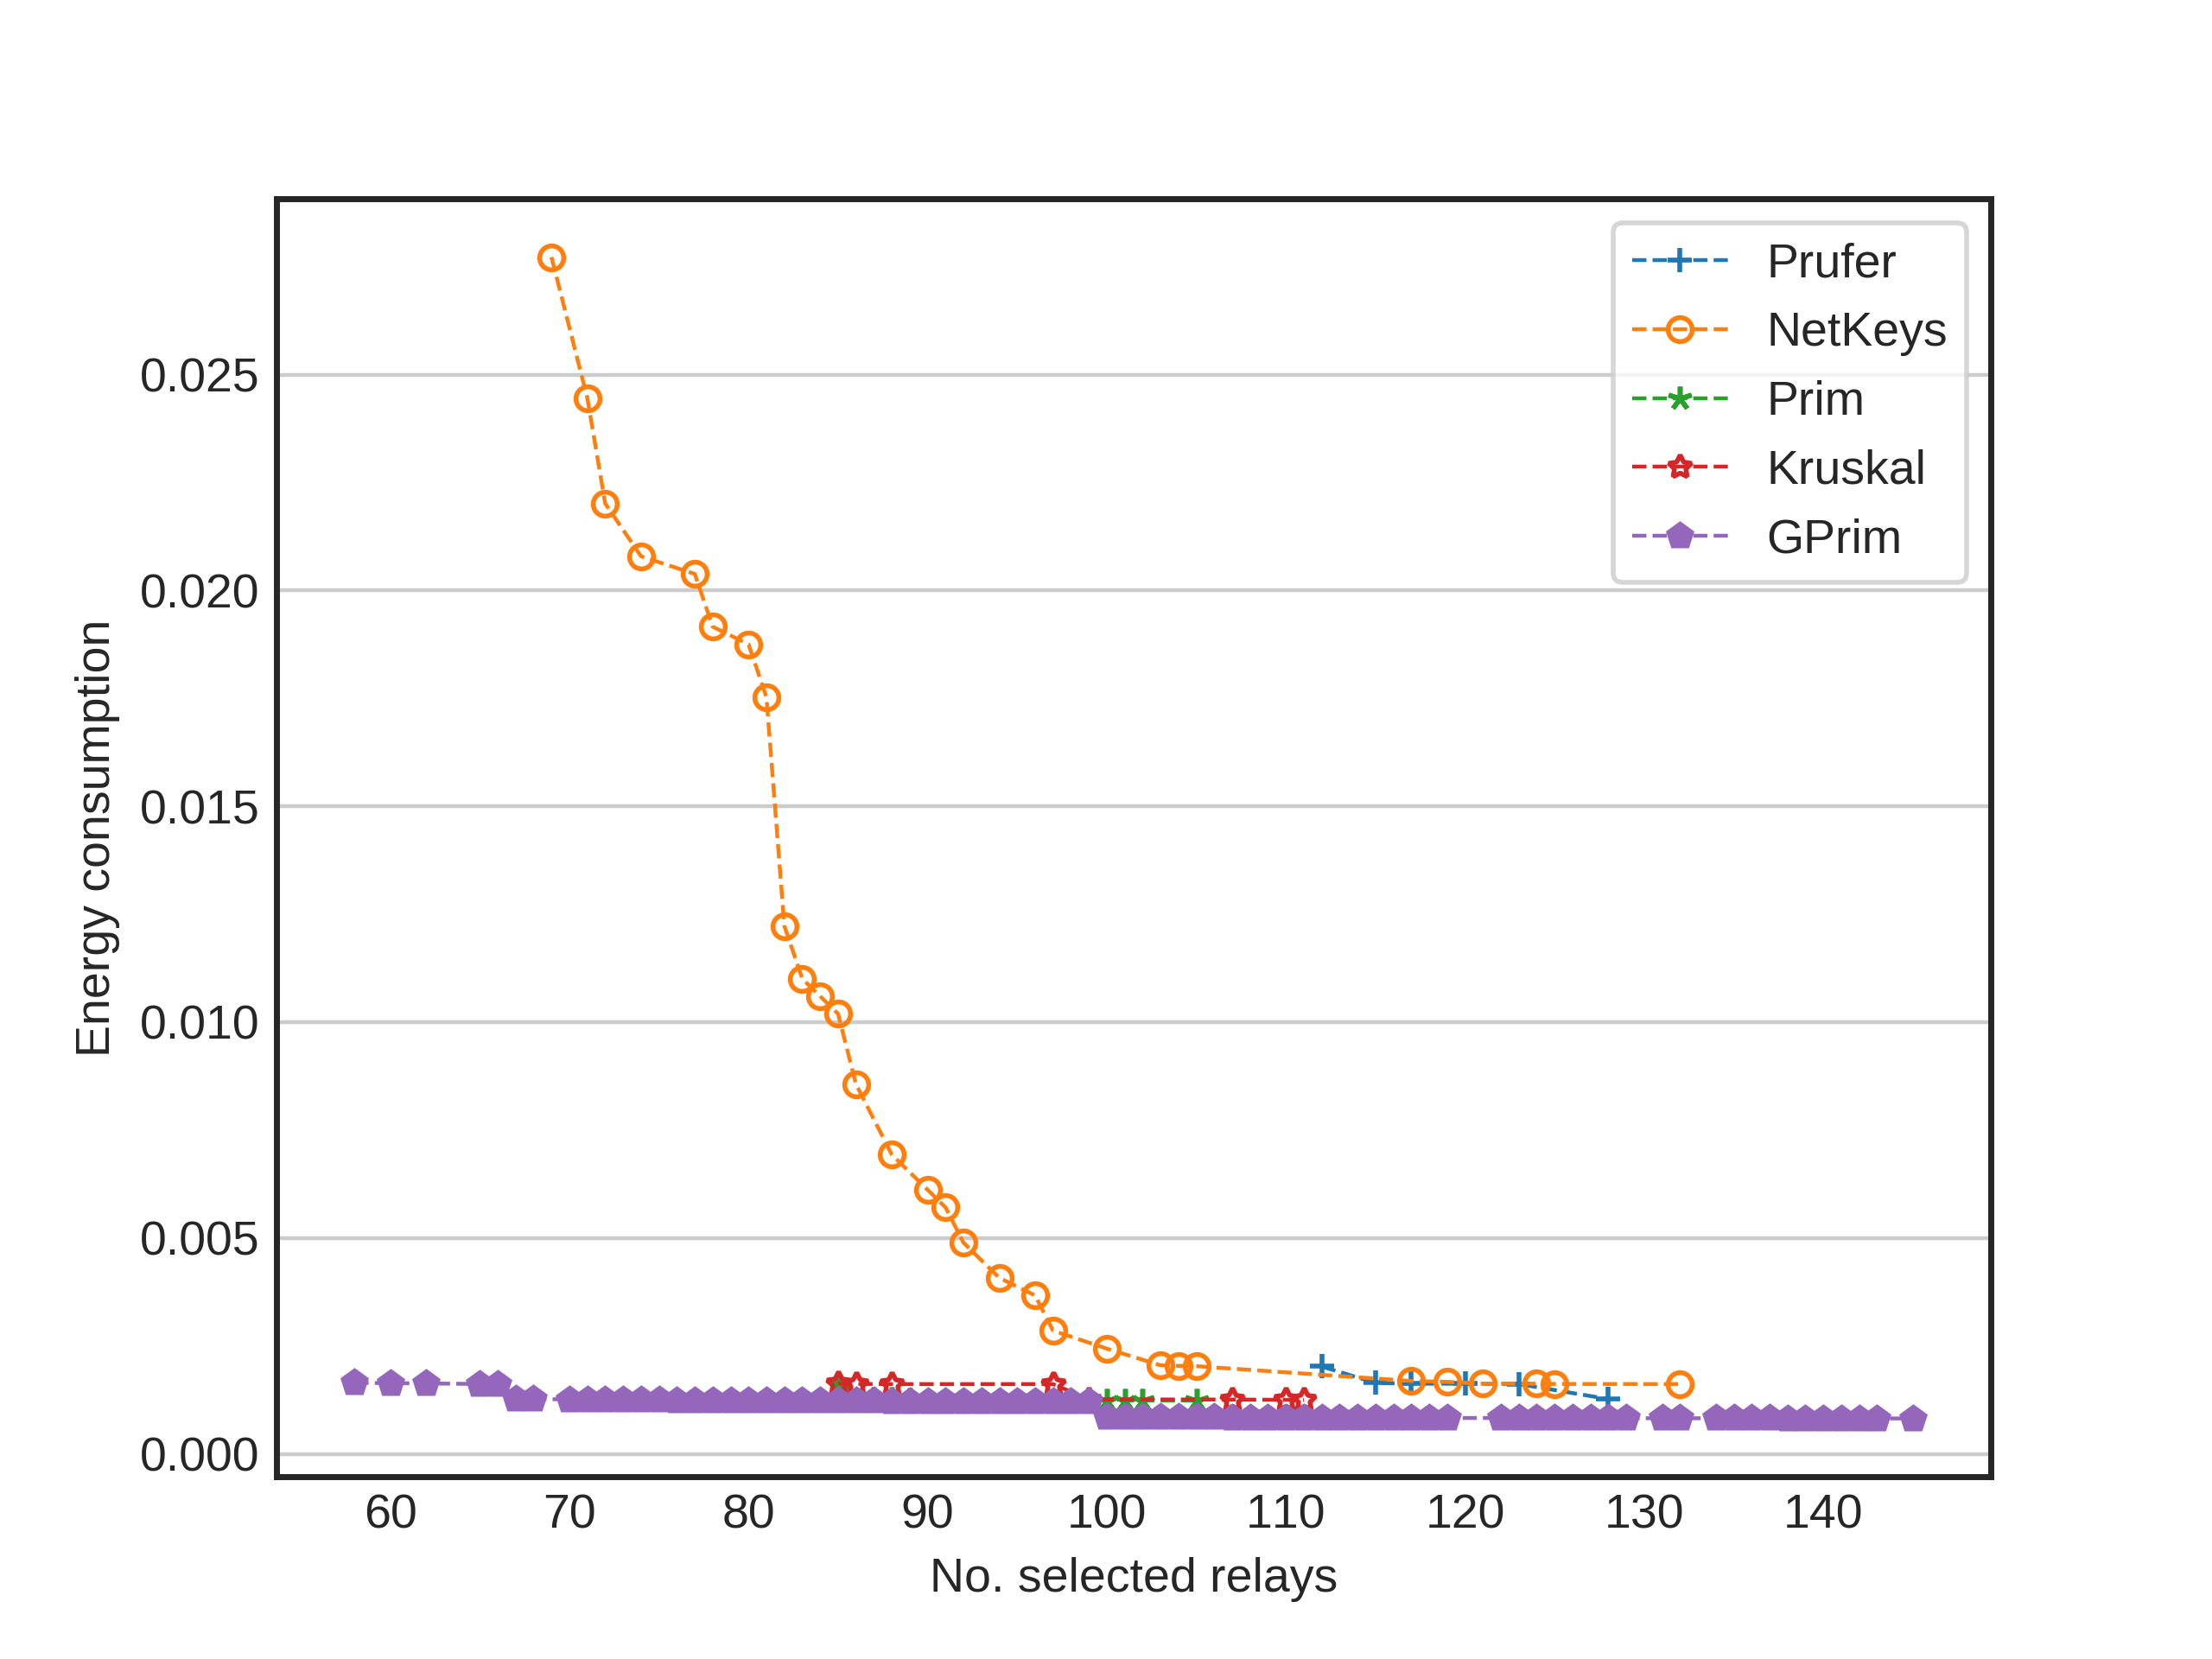 Prufer
NetKeys
Prim
Kruskal
GPrim
0.025
0.020
0.015
0.010
0.005
0.000
Energy consumption
60 70 80 90 100 110 120 130 140
No. selected relays